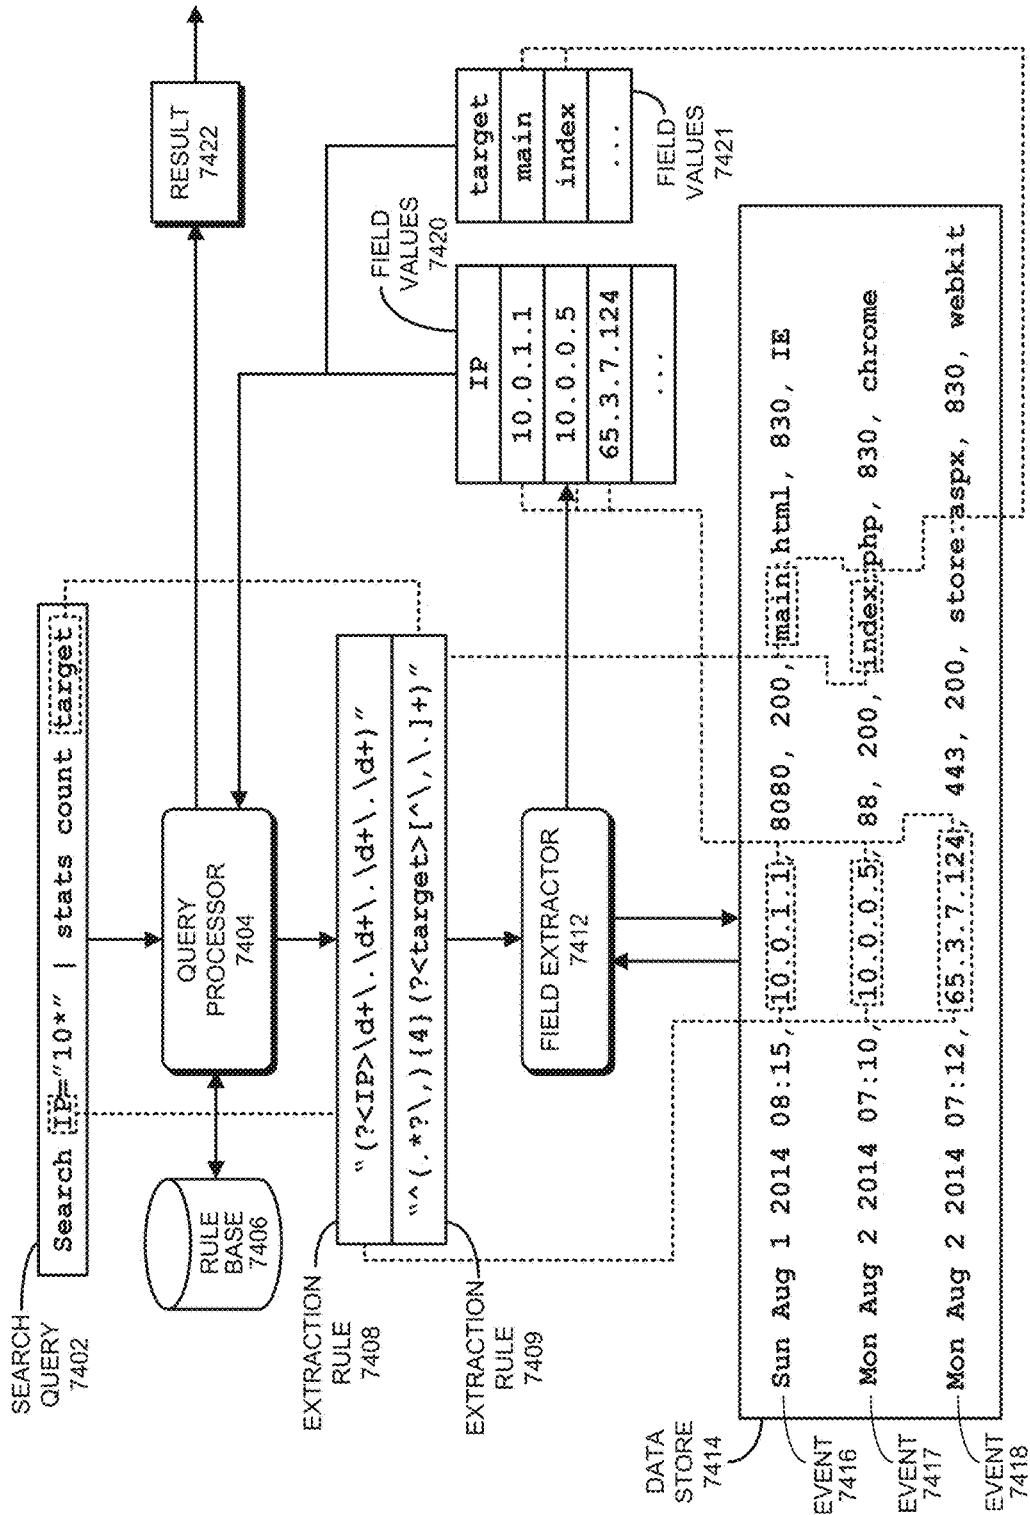 SEARCH
QUERY
7402
Search IP="10*" | stats count target
RULE
BASE
7406
QUERY
PROCESSOR
7404
RESULT
7422
EXTRACTION
RULE
7408
"(?<IP>\d+\.\d+\.\d+\.\d+)"
EXTRACTION
RULE
7409
"^(.*?\,){4}(?<target>[^\,\.]+)"
FIELD EXTRACTOR
7412
FIELD
VALUES
7420
IP
10.0.1.1
10.0.0.5
65.3.7.124
...
target
main
index
...
FIELD
VALUES
7421
DATA
STORE
7414
EVENT
7416
Sun Aug 1 2014 08:15, 10.0.1.1, 8080, 200, main.html, 830, IE
EVENT
7417
Mon Aug 2 2014 07:10, 10.0.0.5, 88, 200, index.php, 830, chrome
EVENT
7418
Mon Aug 2 2014 07:12, 65.3.7.124, 443, 200, store.aspx, 830, webkit